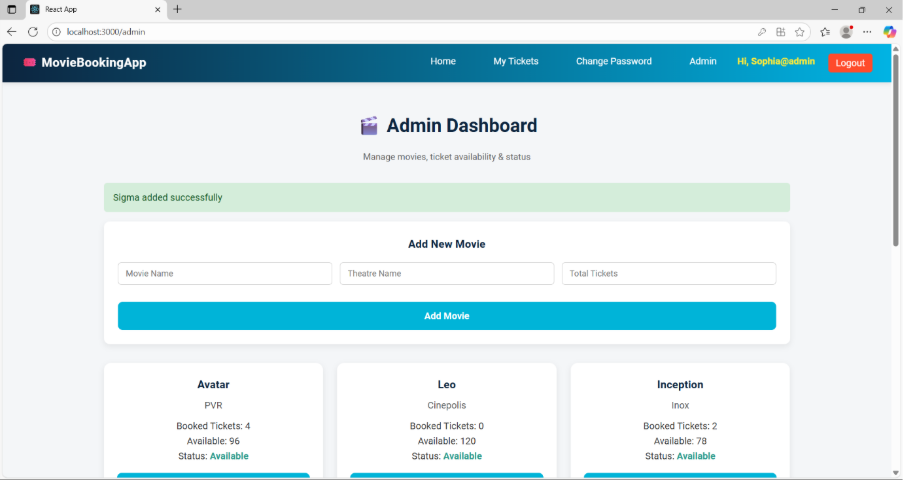 React App
localhost:3000/admin
MovieBookingApp
Home
My Tickets
Change Password
Admin
Hi, Sophia@admin
Logout
Admin Dashboard
Manage movies, ticket availability & status
Sigma added successfully
Add New Movie
Movie Name
Theatre Name
Total Tickets
Add Movie
Avatar
PVR
Booked Tickets: 4
Available: 96
Status: Available
Leo
Cinepolis
Booked Tickets: 0
Available: 120
Status: Available
Inception
Inox
Booked Tickets: 2
Available: 78
Status: Available